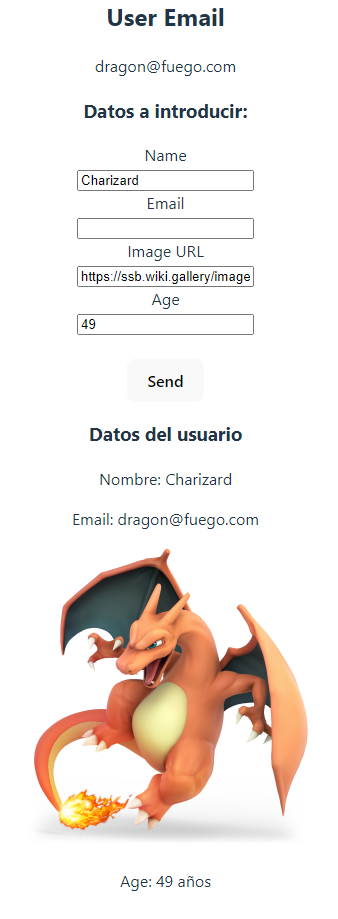 User Email
dragon@fuego.com
Datos a introducir:
Name
Charizard
Email
Image URL
https://ssb.wiki.gallery/image
Age
49
Send
Datos del usuario
Nombre: Charizard
Email: dragon@fuego.com
Age: 49 años